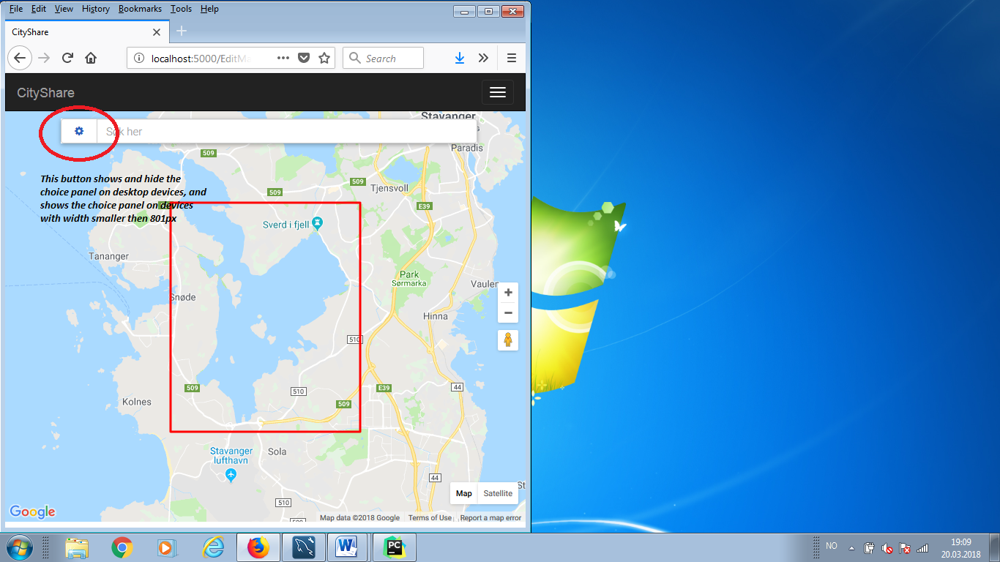 File Edit View History Bookmarks Tools Help
CityShare
localhost:5000/EditMa
Search
CityShare
Søk her
Stavanger
Paradis
509
509
Tjensvoll
509
This button shows and hide the
choice panel on desktop devices, and
shows the choice panel on devices
with width smaller then 801px
E39
Sverd i fjell
Tananger
Park
Sørmarka
Vaulen
Snøde
Hinna
510
509
E39
44
510
Kolnes
509
Stavanger
lufthavn
Sola
44
St
Map Satellite
510
Google
Map data ©2018 Google Terms of Use Report a map error
509
NO
19:09
20.03.2018
W
PC